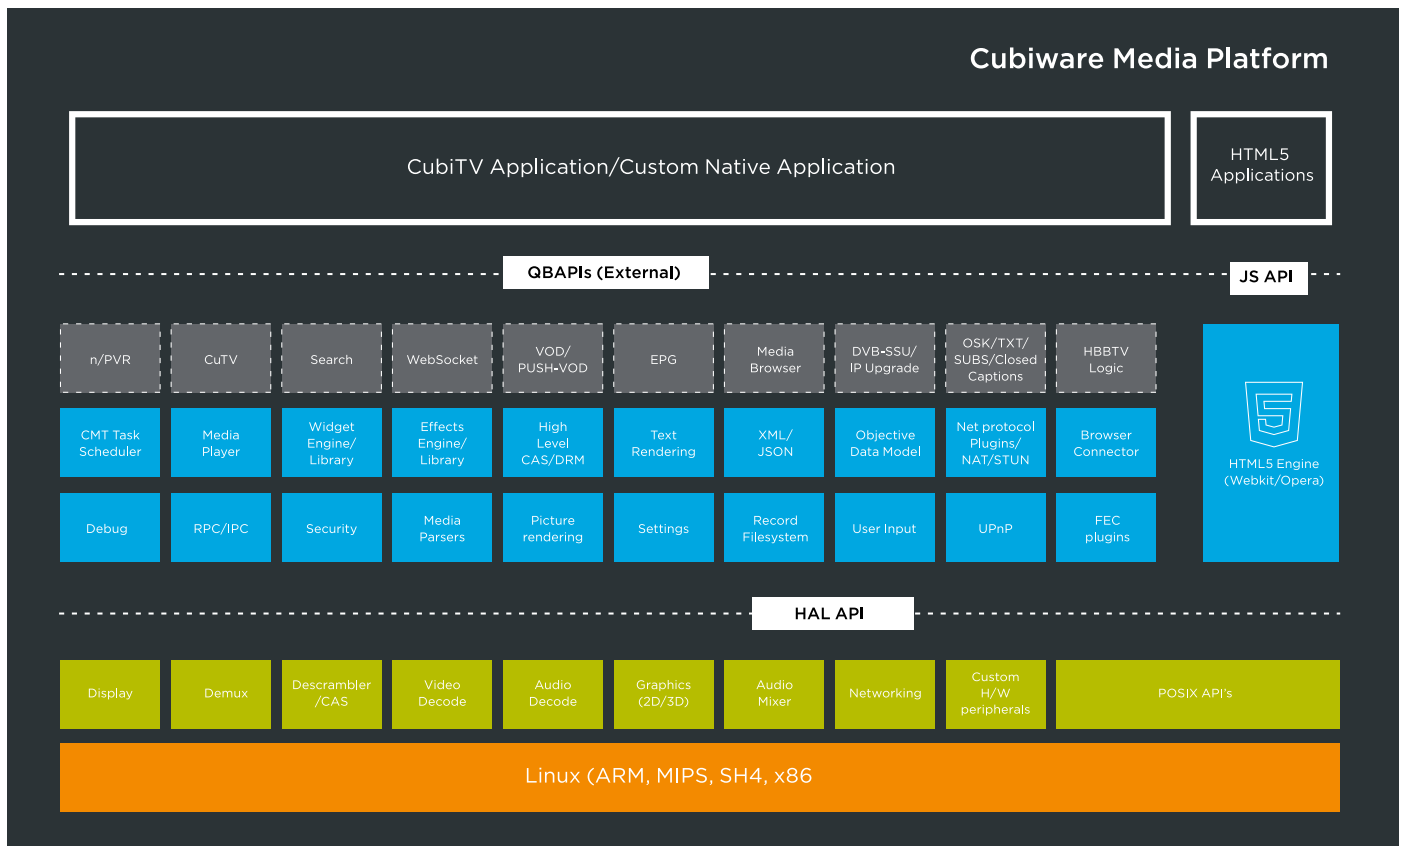 Cubiware Media Platform
CubiTV Application/Custom Native Application
HTML5
Applications
QBAPIs (External)
JS API
n/PVR
CuTV
Search
WebSocket
VOD/
PUSH-VOD
EPG
Media
Browser
DVB-SSU/
IP Upgrade
OSK/TXT/
SUBS/Closed
Captions
HBBTV
Logic
CMT Task
Scheduler
Media
Player
Widget
Engine/
Library
Effects
Engine/
Library
High
Level
CAS/DRM
Text
Rendering
XML/
JSON
Objective
Data Model
Net protocol
Plugins/
NAT/STUN
Browser
Connector
5
HTML5 Engine
(Webkit/Opera)
Debug
RPC/IPC
Security
Media
Parsers
Picture
rendering
Settings
Record
Filesystem
User Input
UPnP
FEC
plugins
HAL API
Display
Demux
Descrambler
/CAS
Video
Decode
Audio
Decode
Graphics
(2D/3D)
Audio
Mixer
Networking
Custom
H/W
peripherals
POSIX API's
Linux (ARM, MIPS, SH4, x86